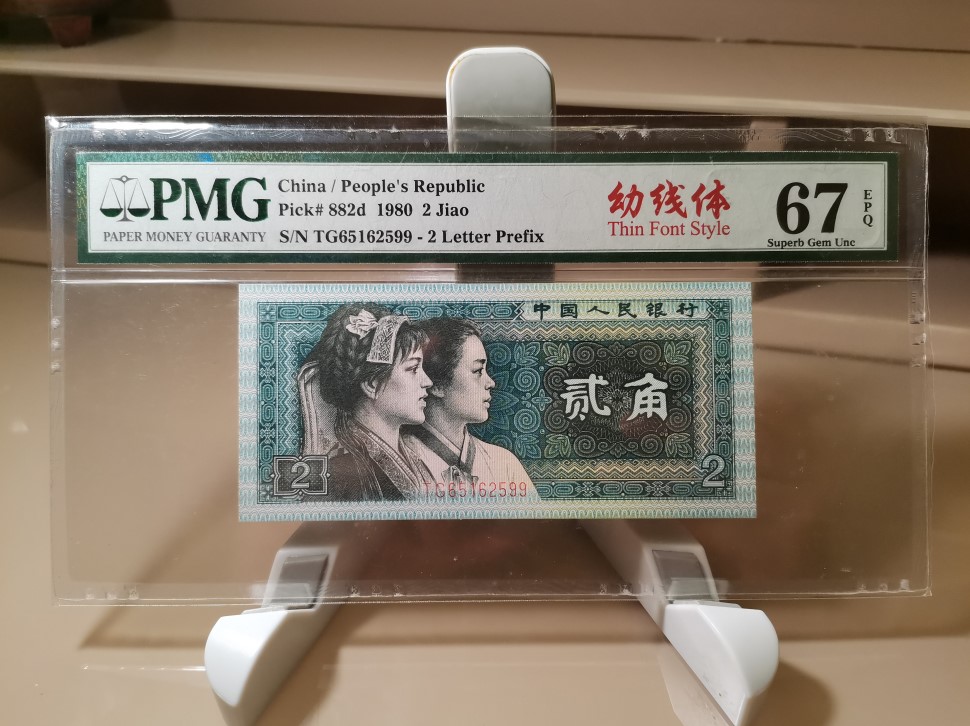 PMG
PAPER MONEY GUARANTY
China / People's Republic
Pick# 882d 1980 2 Jiao
S/N TG65162599 - 2 Letter Prefix
幼线体
Thin Font Style
67
EPQ
Superb Gem Unc
中国人民银行
贰角
2
TG65162599
2